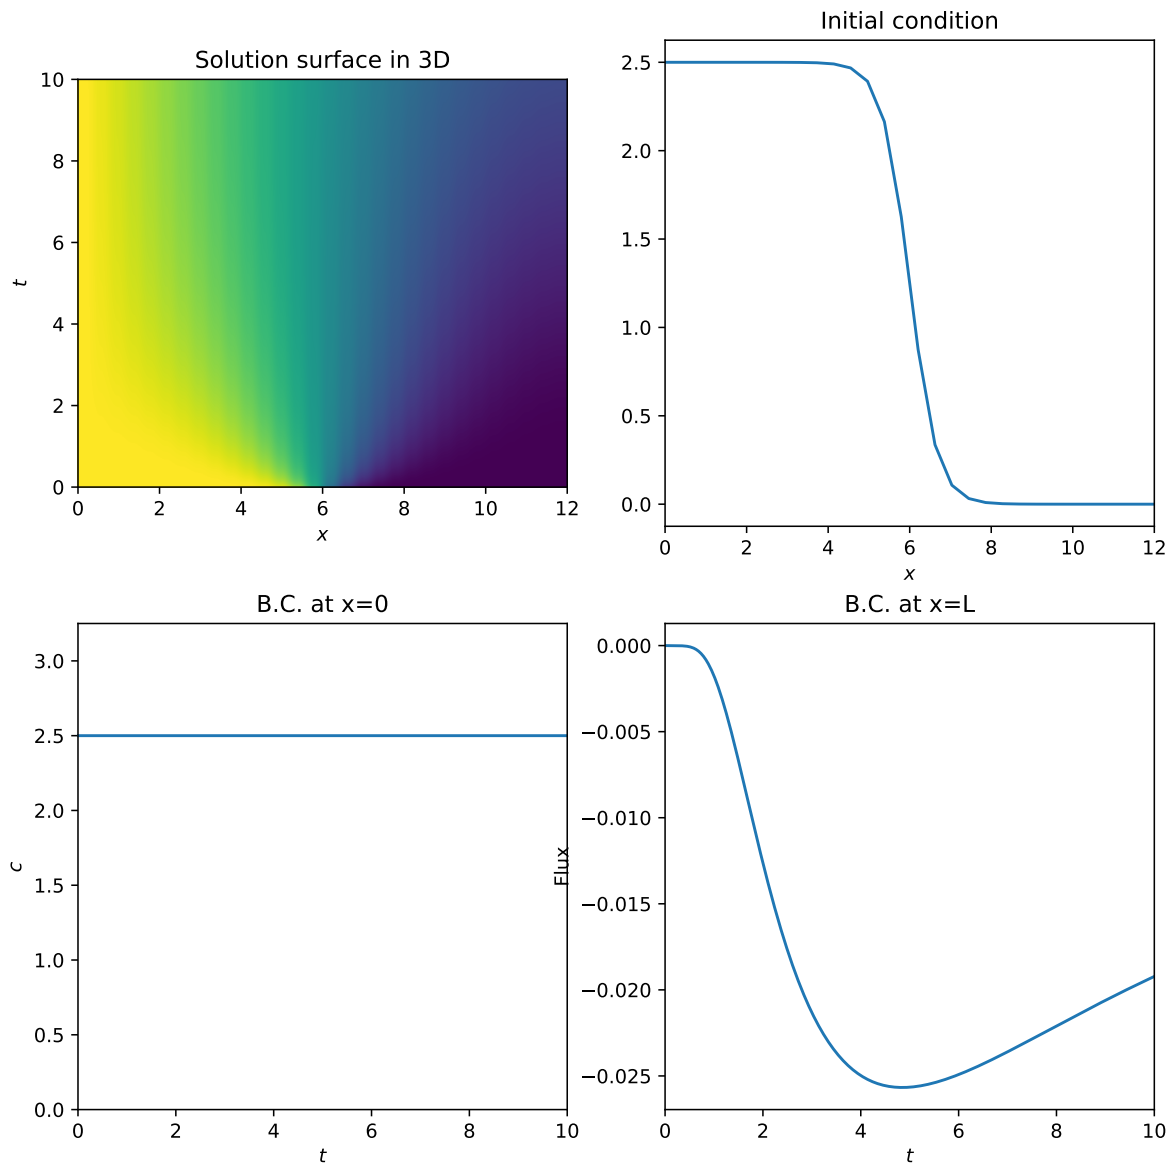 Solution surface in 3D
10
8
6
4
2
0
t
0 2 4 6 8 10 12
x
Initial condition
2.5
2.0
1.5
1.0
0.5
0.0
0 2 4 6 8 10 12
x
B.C. at x=0
3.0
2.5
2.0
1.5
1.0
0.5
0.0
c
0 2 4 6 8 10
t
B.C. at x=L
0.000
−0.005
−0.010
−0.015
−0.020
−0.025
Flux
0 2 4 6 8 10
t